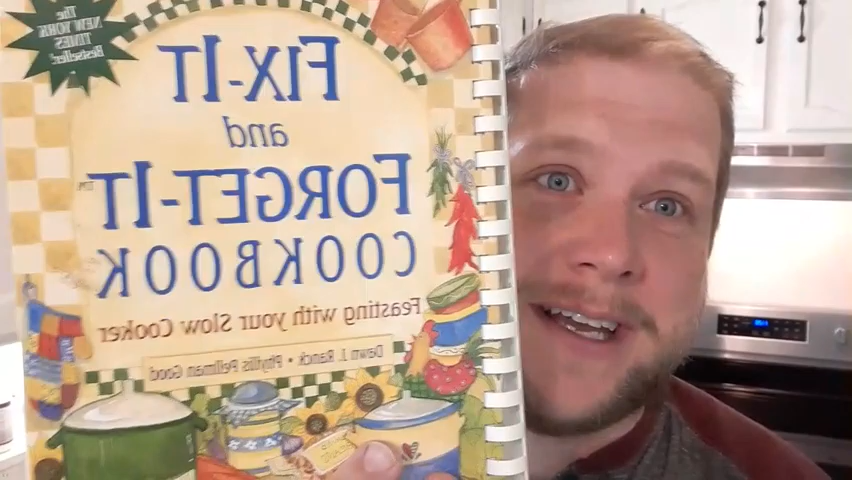 The
NEW YORK
TIMES
Bestseller!
FIX-IT
and
FORGET-IT™
COOKBOOK
Feasting with your Slow Cooker
Dawn J. Ranck • Phyllis Pellman Good